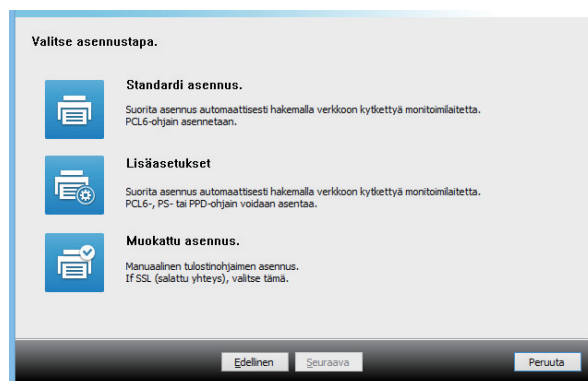 Valitse asennustapa.
Standardi asennus.
Suorita asennus automaattisesti hakemalla verkkoon kytkettyä monitoimilaitetta.
PCL6-ohjain asennetaan.
Lisäasetukset
Suorita asennus automaattisesti hakemalla verkkoon kytkettyä monitoimilaitetta.
PCL6-, PS- tai PPD-ohjain voidaan asentaa.
Muokattu asennus.
Manuaalinen tulostinohjaimen asennus.
If SSL (salattu yhteys), valitse tämä.
Edellinen Seuraava Peruuta